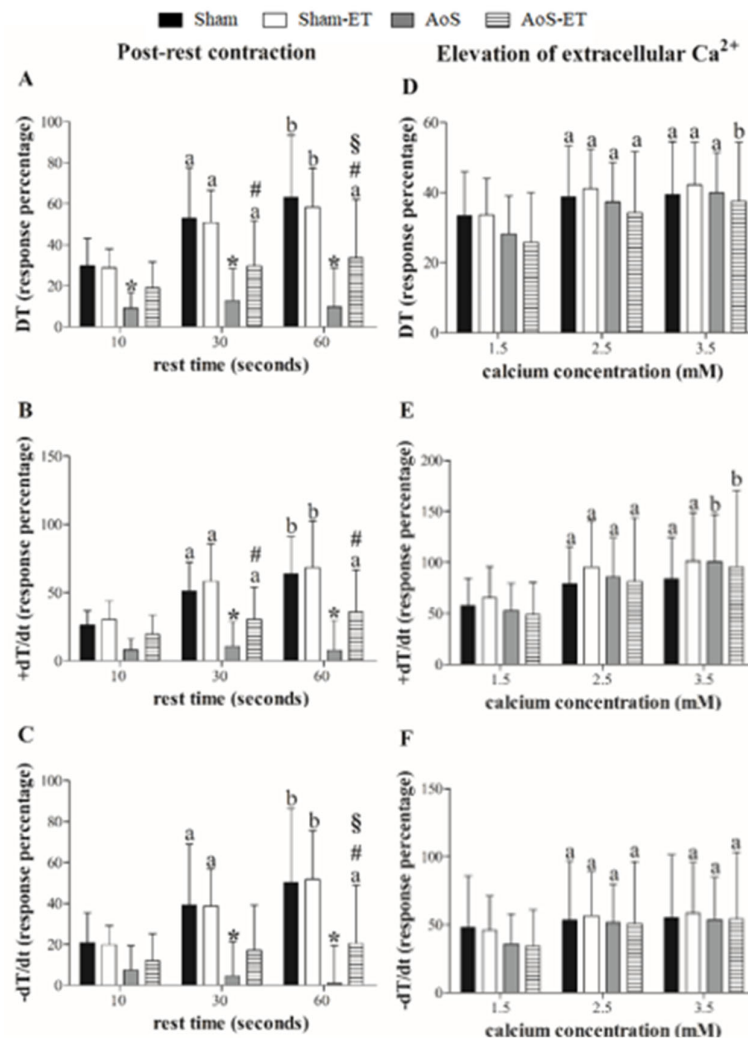 Sham Sham-ET AoS AoS-ET
Post-rest contraction
Elevation of extracellular Ca²⁺
A
DT (response percentage)
100
80
60
40
20
0
a a * # a
b b * § # a
10 30 60
rest time (seconds)
D
DT (response percentage)
60
40
20
0
a a a a
a a a b
1.5 2.5 3.5
calcium concentration (mM)
B
+dT/dt (response percentage)
150
100
50
0
a a * # a
b b * # a
10 30 60
rest time (seconds)
E
+dT/dt (response percentage)
200
150
100
50
0
a a a a
a a b b
1.5 2.5 3.5
calcium concentration (mM)
C
-dT/dt (response percentage)
100
80
60
40
20
0
a a *
b b * § # a
10 30 60
rest time (seconds)
F
-dT/dt (response percentage)
150
100
50
0
a a a a
a a a
1.5 2.5 3.5
calcium concentration (mM)